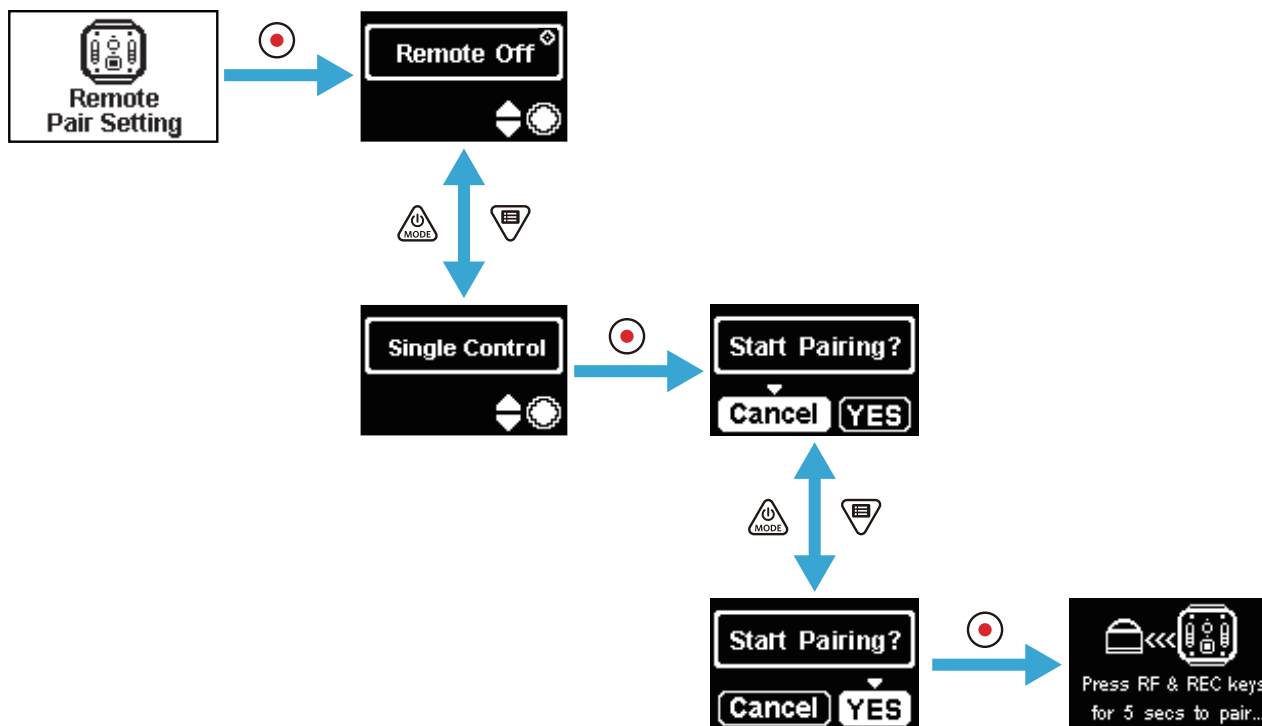 Remote
Pair Setting
Remote Off
MODE
Single Control
Start Pairing?
Cancel YES
MODE
Start Pairing?
Cancel YES
Press RF & REC keys
for 5 secs to pair...